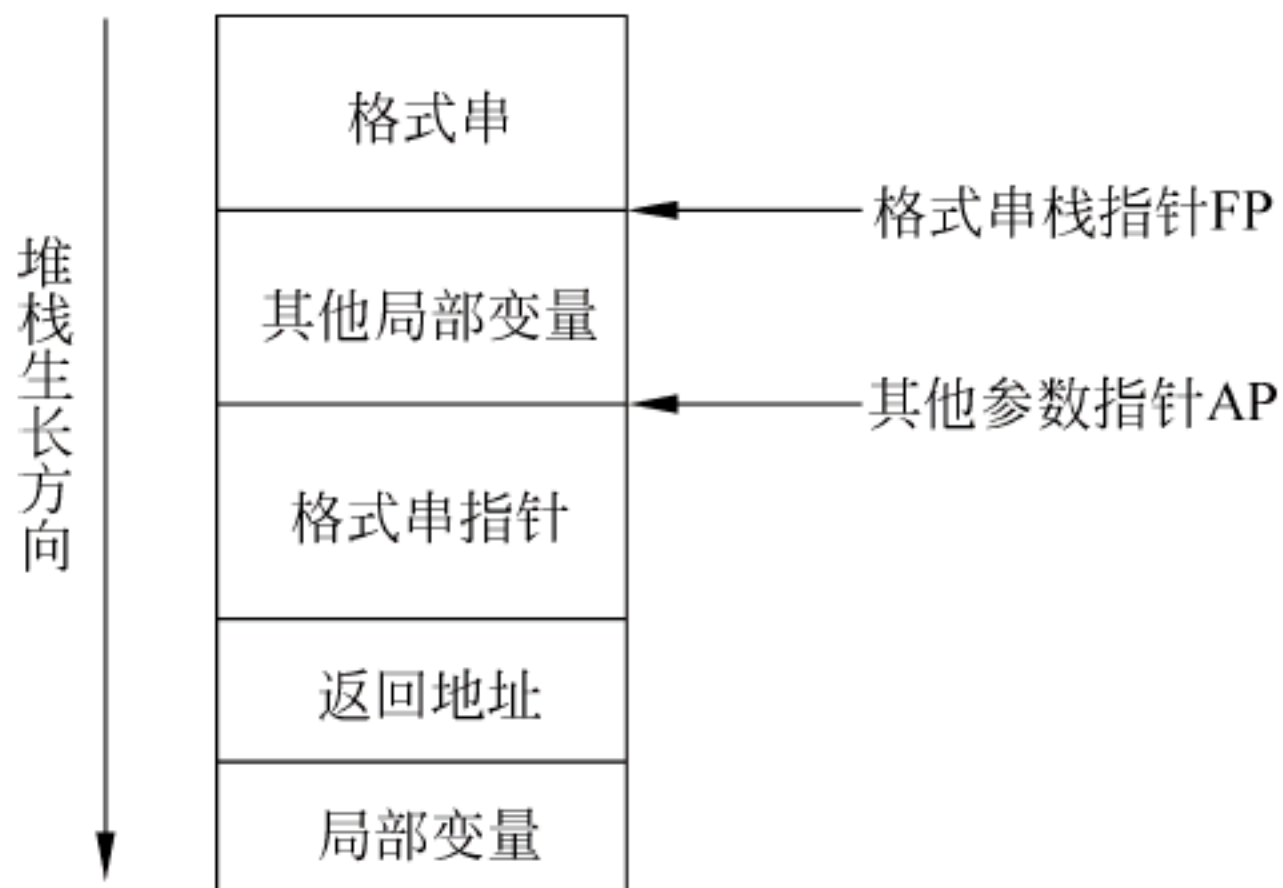 堆栈生长方向
格式串
格式串栈指针FP
其他局部变量
其他参数指针AP
格式串指针
返回地址
局部变量